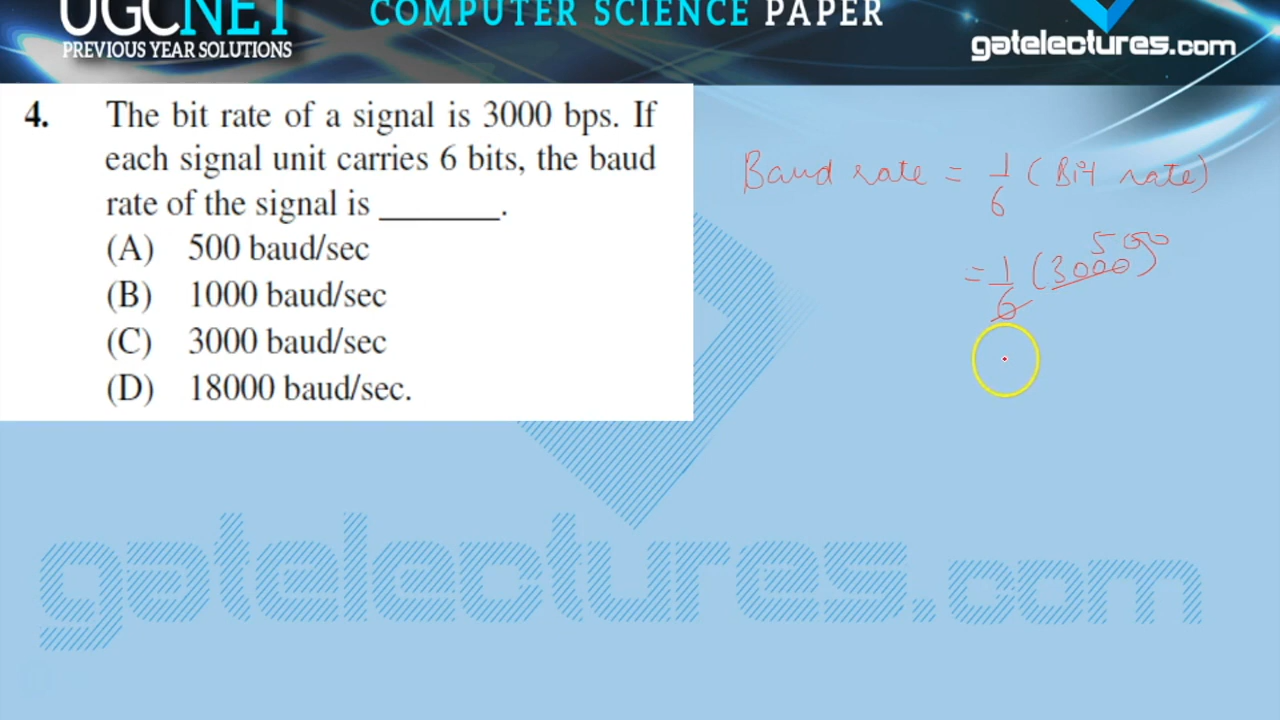 UGCNET
PREVIOUS YEAR SOLUTIONS
COMPUTER SCIENCE PAPER
gatelectures.com
4. The bit rate of a signal is 3000 bps. If
each signal unit carries 6 bits, the baud
rate of the signal is _______.
(A) 500 baud/sec
(B) 1000 baud/sec
(C) 3000 baud/sec
(D) 18000 baud/sec.
Baud rate = 1/6 (Bit rate)
500
= 1/6 (3000)
gatelectures.com